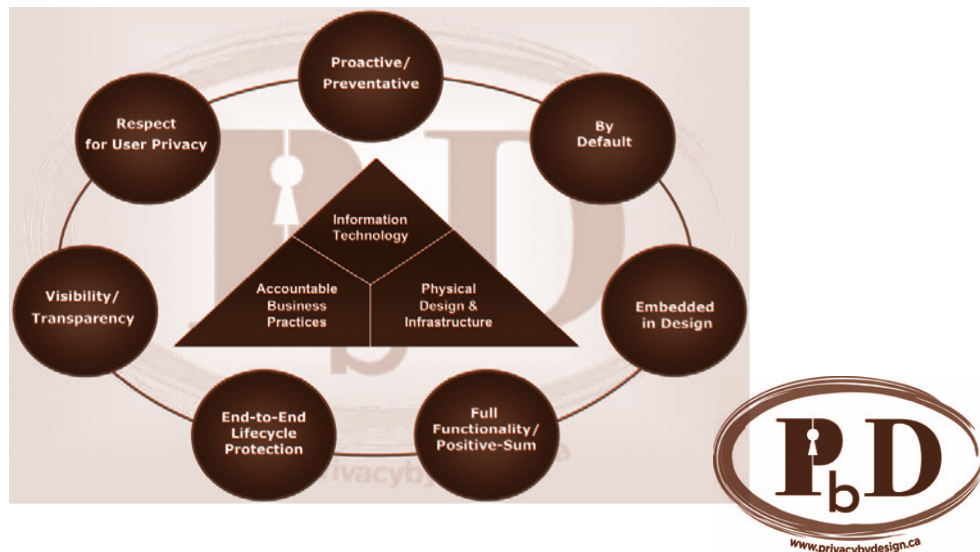 Proactive/
Preventative
By
Default
Embedded
in Design
Full
Functionality/
Positive-Sum
End-to-End
Lifecycle
Protection
Visibility/
Transparency
Respect
for User Privacy
Information
Technology
Accountable
Business
Practices
Physical
Design &
Infrastructure
PbD
PbD
www.privacybydesign.ca